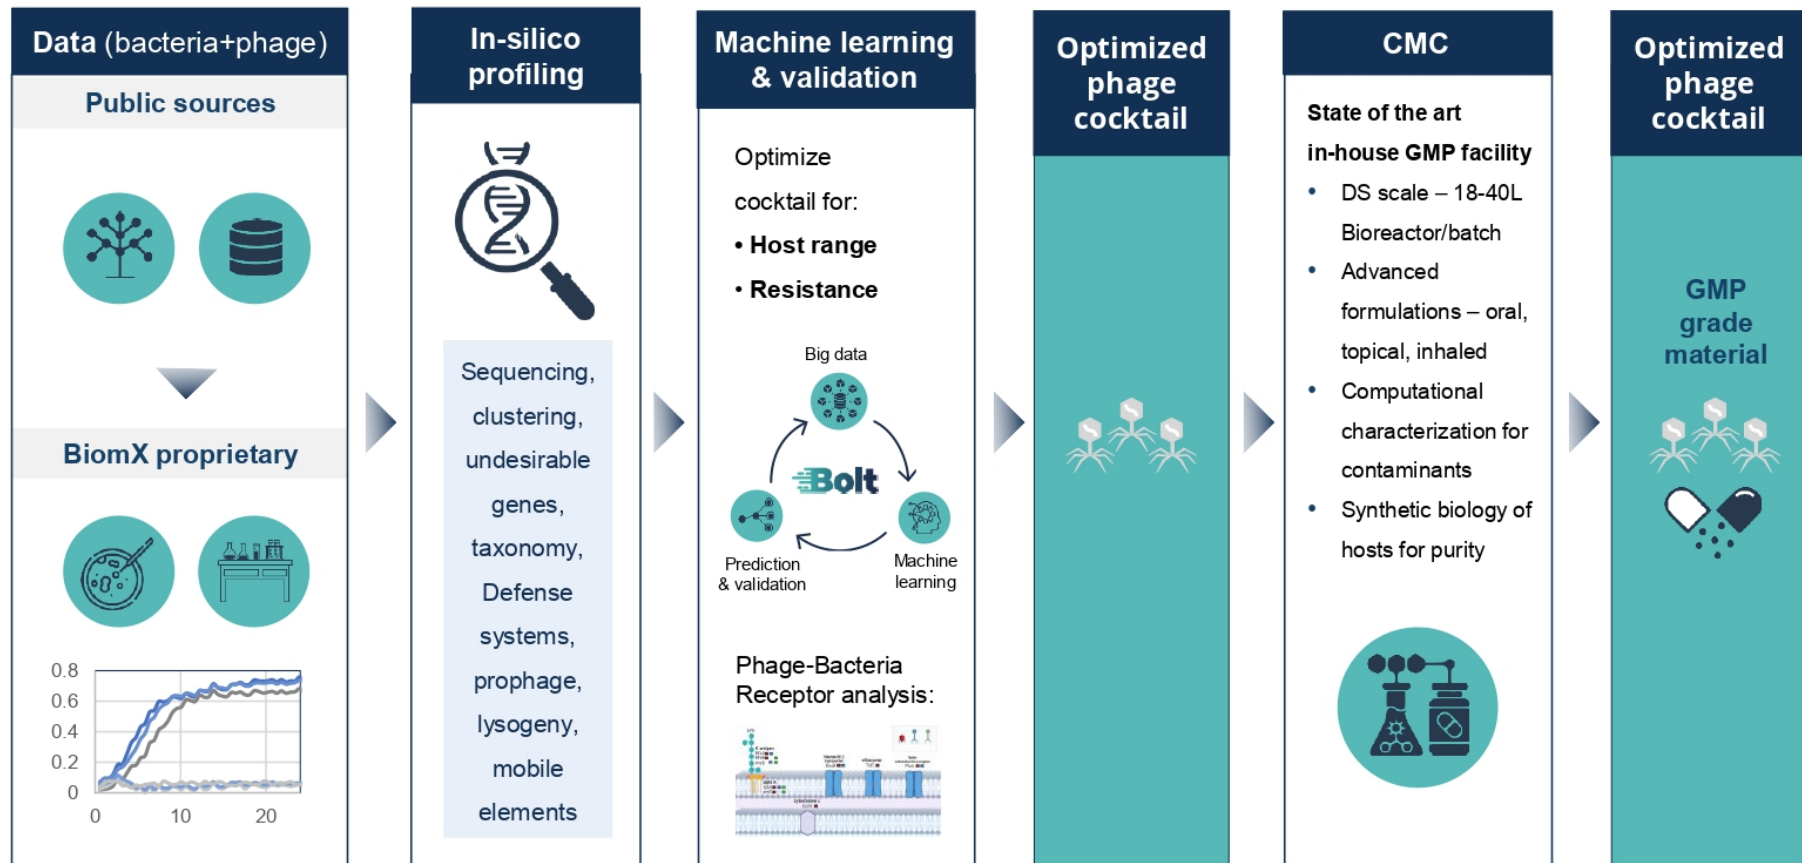 Data (bacteria+phage)
Public sources
BiomX proprietary
0.8
0.6
0.4
0.2
0
0
10
20
In-silico
profiling
Sequencing,
clustering,
undesirable
genes,
taxonomy,
Defense
systems,
prophage,
lysogeny,
mobile
elements
Machine learning
& validation
Optimize
cocktail for:
• Host range
• Resistance
Big data
Bolt
Prediction
& validation
Machine
learning
Phage-Bacteria
Receptor analysis:
Optimized
phage
cocktail
CMC
State of the art
in-house GMP facility
• DS scale – 18-40L
Bioreactor/batch
• Advanced
formulations – oral,
topical, inhaled
• Computational
characterization for
contaminants
• Synthetic biology of
hosts for purity
Optimized
phage
cocktail
GMP
grade
material